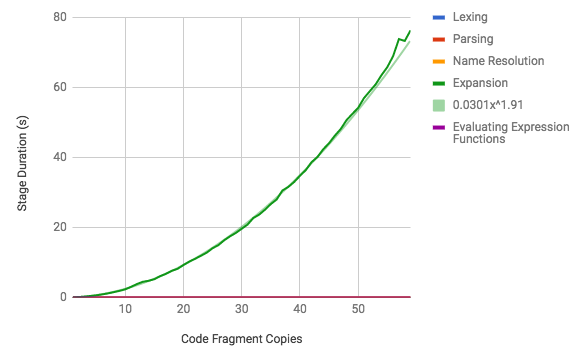 80
60
40
20
0
10
20
30
40
50
Stage Duration (s)
Code Fragment Copies
Lexing
Parsing
Name Resolution
Expansion
0.0301x^1.91
Evaluating Expression
Functions